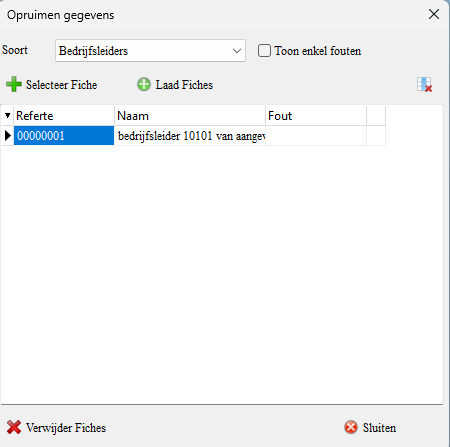 Opruimen gegevens
Soort Bedrijfsleiders Toon enkel fouten
Selecteer Fiche Laad Fiches
Referte Naam Fout
00000001 bedrijfsleider 10101 van aangev
Verwijder Fiches Sluiten